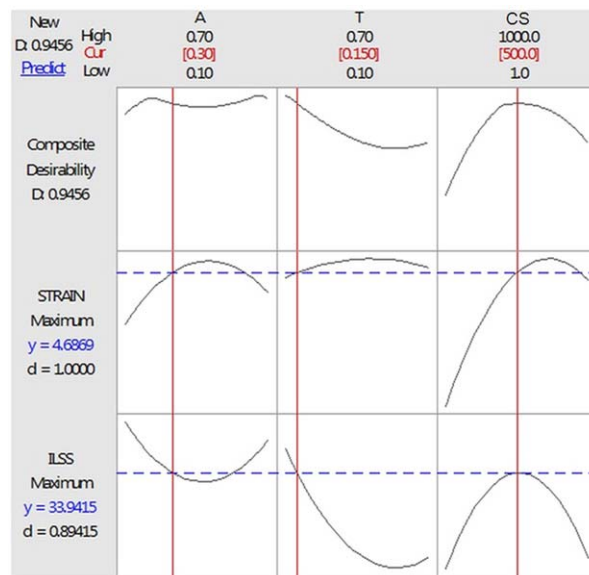 New
D: 0.9456
Predict
High
Cur
Low
A
0.70
[0.30]
0.10
T
0.70
[0.150]
0.10
CS
1000.0
[500.0]
1.0
Composite
Desirability
D: 0.9456
STRAIN
Maximum
y = 4.6869
d = 1.0000
ILSS
Maximum
y = 33.9415
d = 0.89415